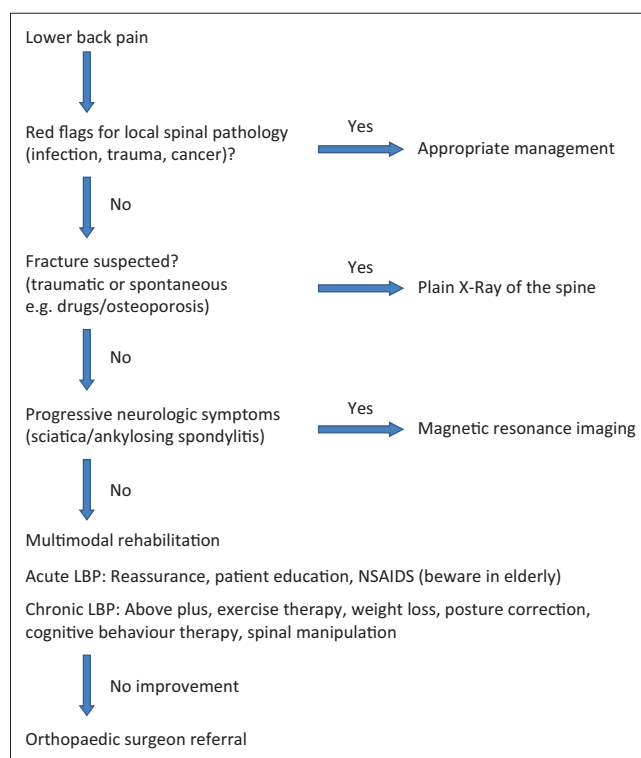 Lower back pain
Red flags for local spinal pathology
(infection, trauma, cancer)?
Yes
Appropriate management
No
Fracture suspected?
(traumatic or spontaneous
e.g. drugs/osteoporosis)
Yes
Plain X-Ray of the spine
No
Progressive neurologic symptoms
(sciatica/ankylosing spondylitis)
Yes
Magnetic resonance imaging
No
Multimodal rehabilitation
Acute LBP: Reassurance, patient education, NSAIDS (beware in elderly)
Chronic LBP: Above plus, exercise therapy, weight loss, posture correction,
cognitive behaviour therapy, spinal manipulation
No improvement
Orthopaedic surgeon referral